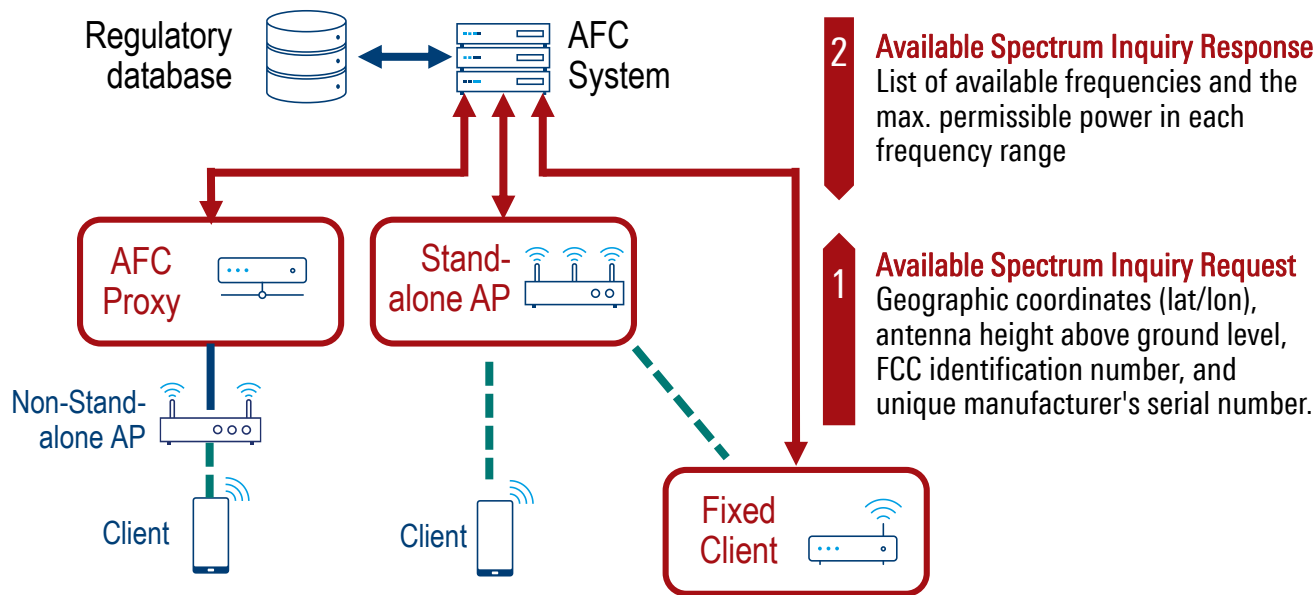 Regulatory
database
AFC
System
2
Available Spectrum Inquiry Response
List of available frequencies and the
max. permissible power in each
frequency range
AFC
Proxy
Stand-
alone AP
1
Available Spectrum Inquiry Request
Geographic coordinates (lat/lon),
antenna height above ground level,
FCC identification number, and
unique manufacturer's serial number.
Non-Stand-
alone AP
Client
Client
Fixed
Client